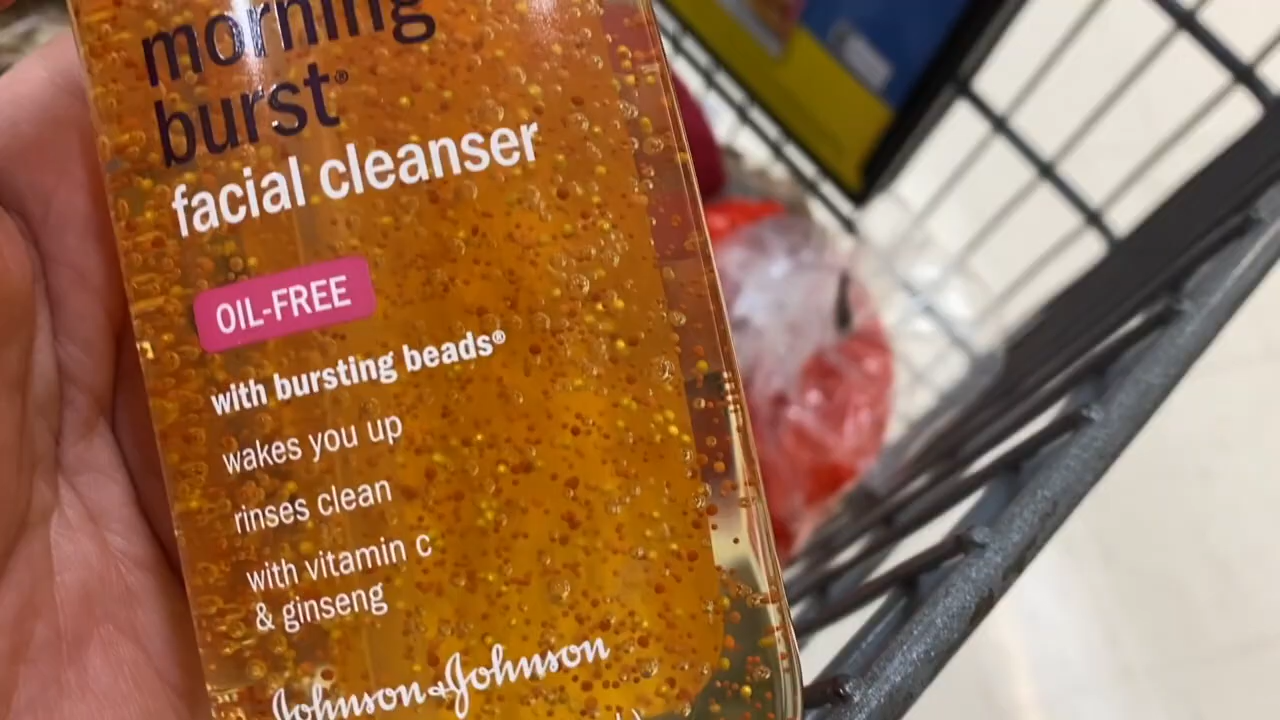 morning
burst®
facial cleanser
OIL-FREE
with bursting beads®
wakes you up
rinses clean
with vitamin c
& ginseng
Johnson & Johnson